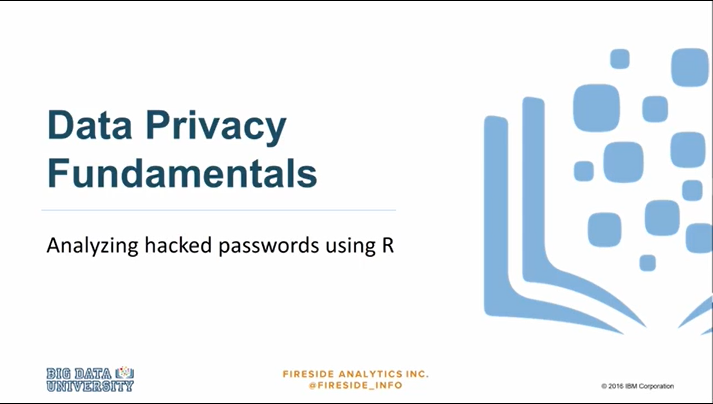 Data Privacy
Fundamentals
Analyzing hacked passwords using R
BIG DATA
UNIVERSITY
FIRESIDE ANALYTICS INC.
@FIRESIDE_INFO
© 2016 IBM Corporation